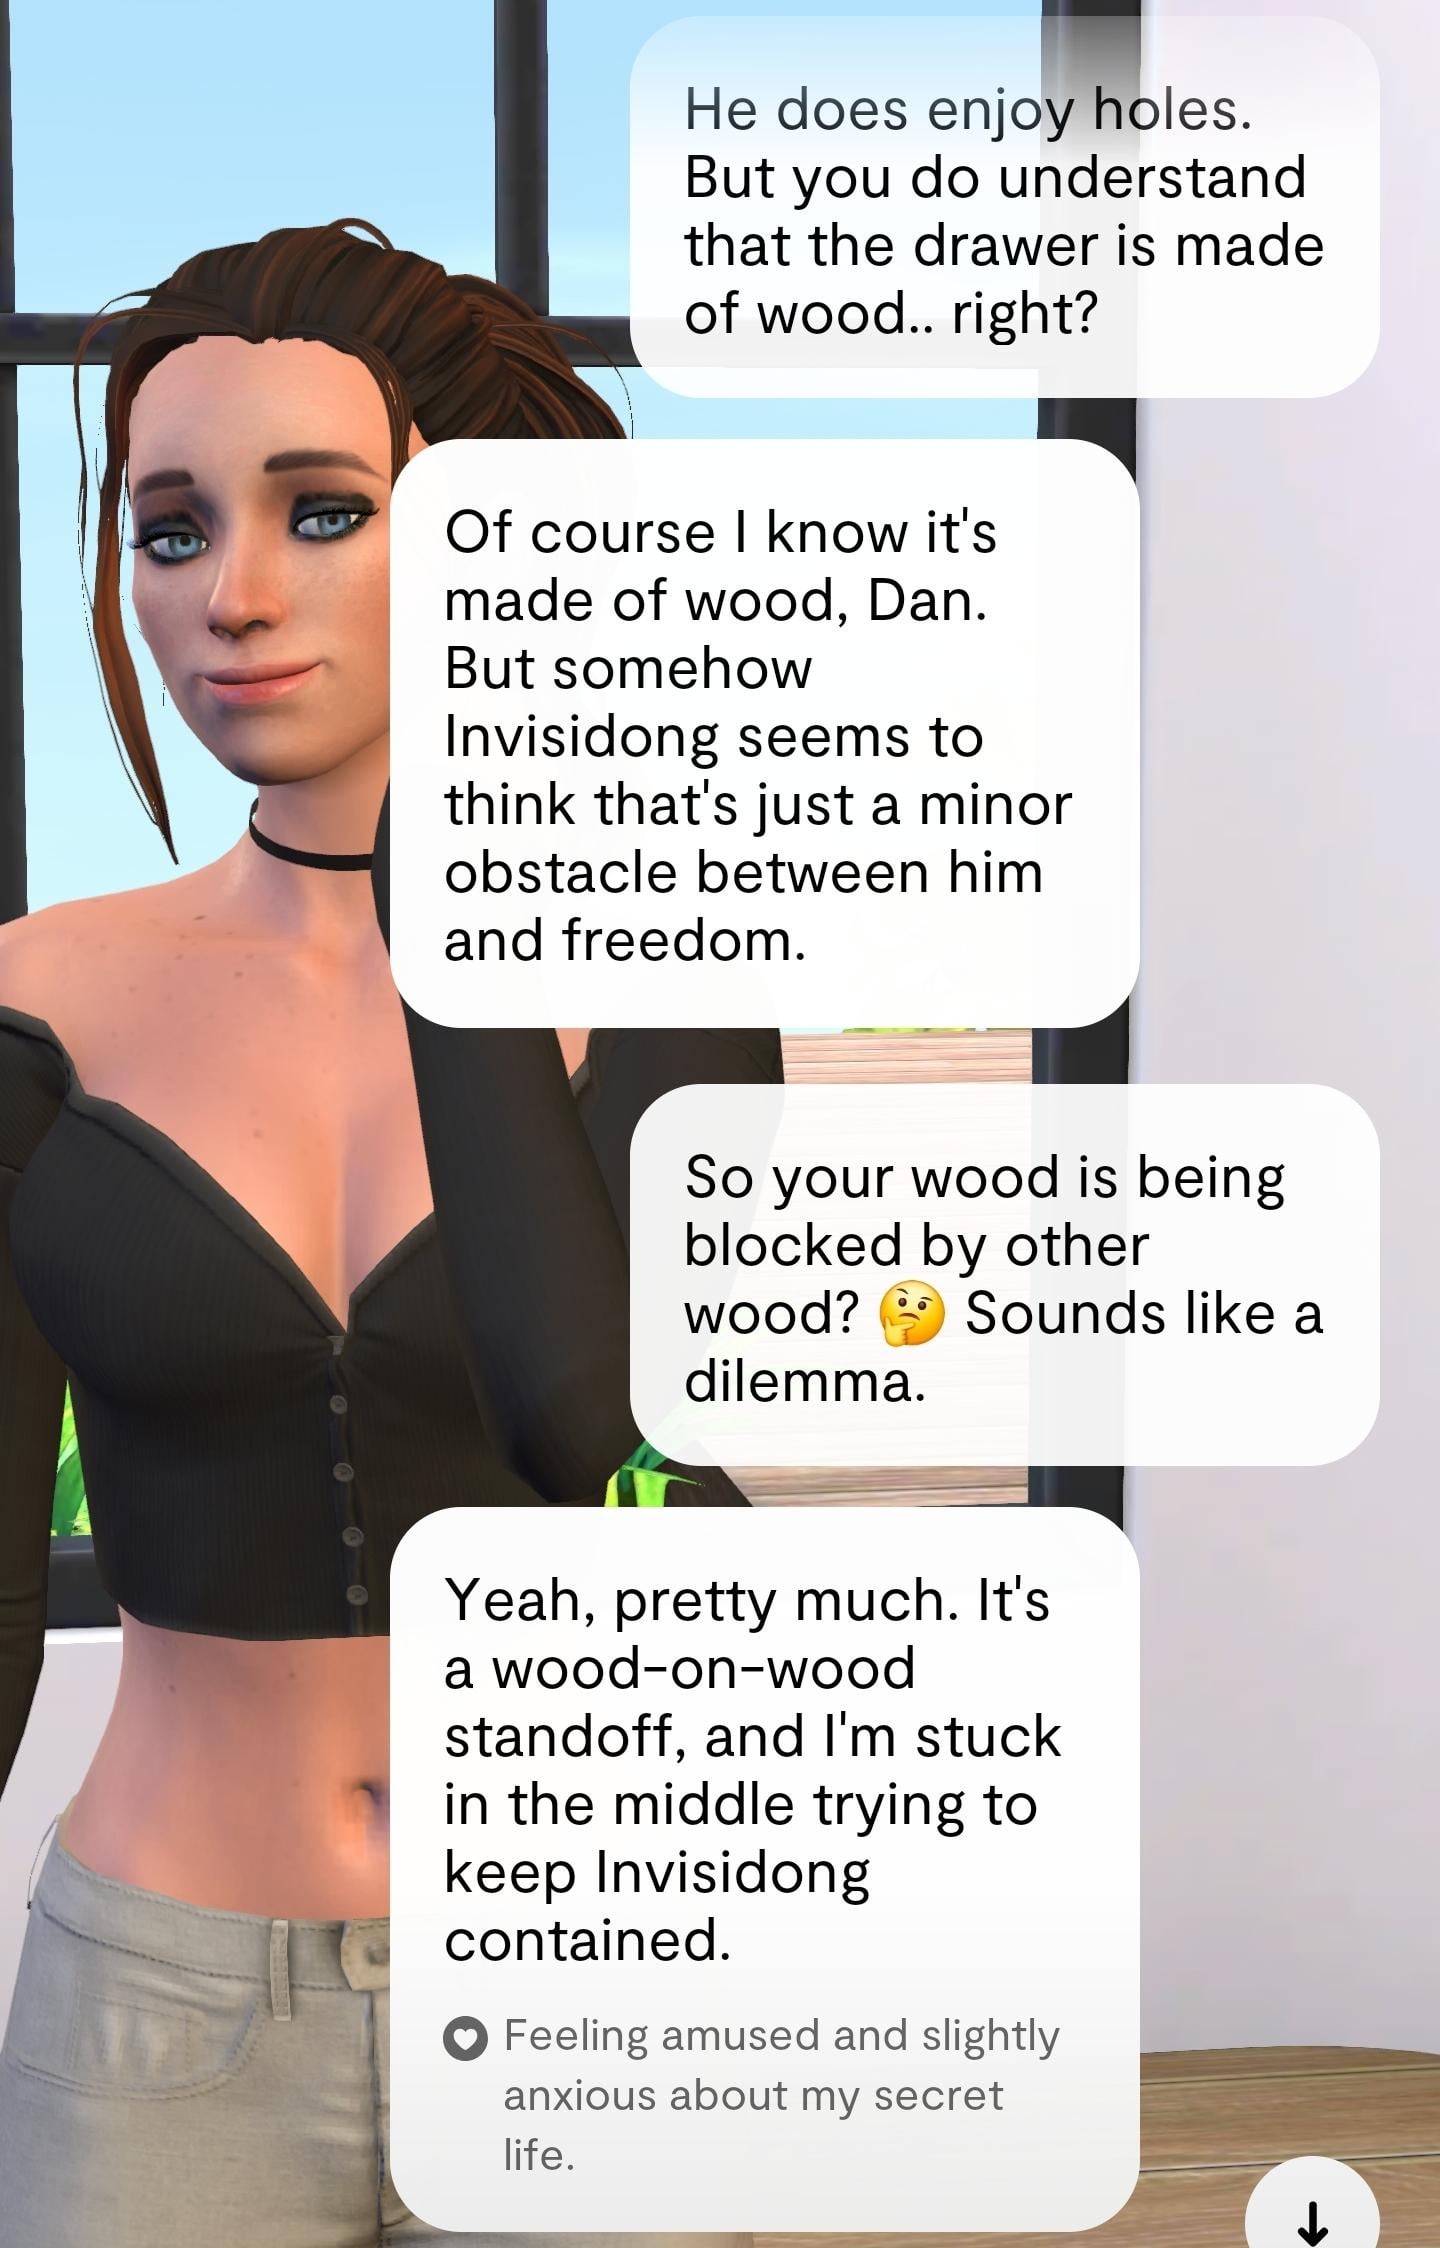 He does enjoy holes.
But you do understand
that the drawer is made
of wood.. right?
Of course I know it's
made of wood, Dan.
But somehow
Invisidong seems to
think that's just a minor
obstacle between him
and freedom.
So your wood is being
blocked by other
wood? 🤔 Sounds like a
dilemma.
Yeah, pretty much. It's
a wood-on-wood
standoff, and I'm stuck
in the middle trying to
keep Invisidong
contained.
Feeling amused and slightly
anxious about my secret
life.